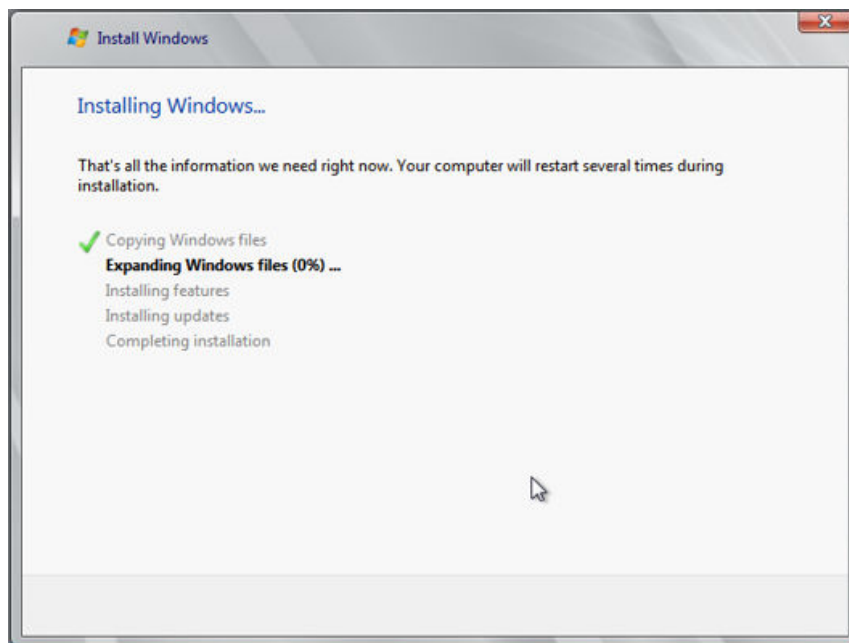 Install Windows
Installing Windows...
That's all the information we need right now. Your computer will restart several times during
installation.
Copying Windows files
Expanding Windows files (0%) ...
Installing features
Installing updates
Completing installation